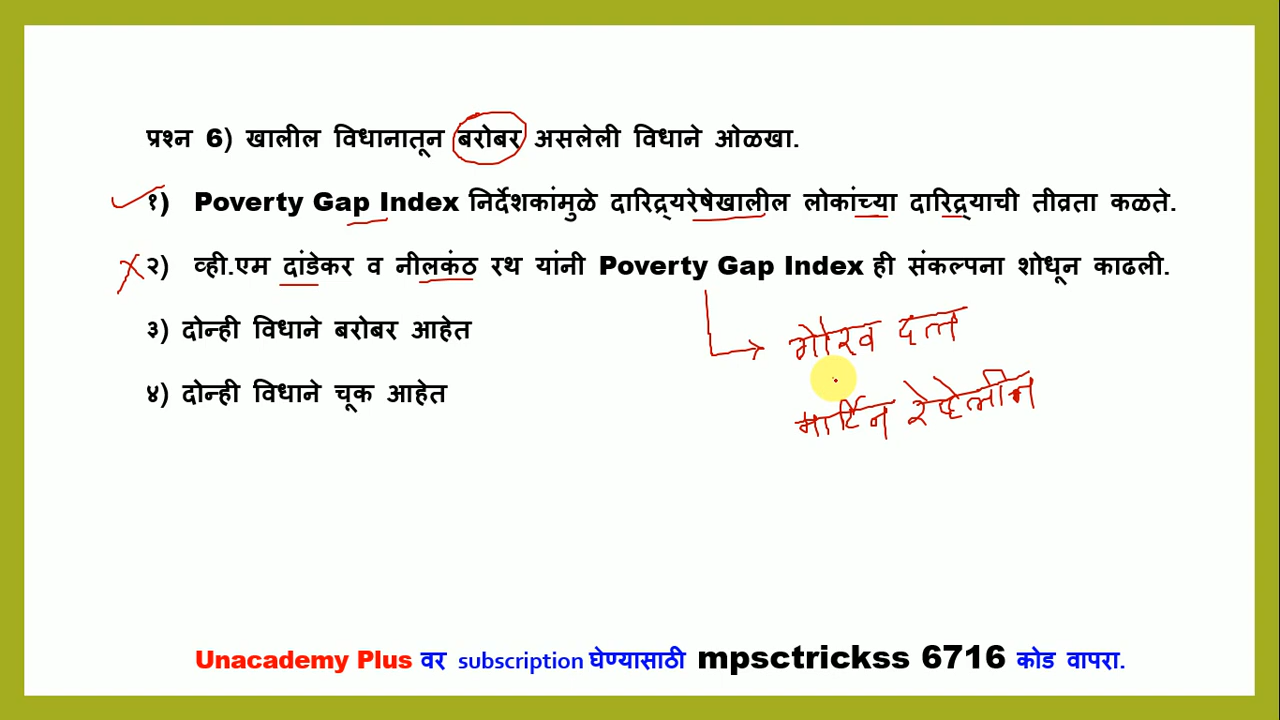 प्रश्न 6) खालील विधानातून बरोबर असलेली विधाने ओळखा.
१) Poverty Gap Index निर्देशकांमुळे दारिद्र्यरेषेखालील लोकांच्या दारिद्र्याची तीव्रता कळते.
२) व्ही.एम दांडेकर व नीलकंठ रथ यांनी Poverty Gap Index ही संकल्पना शोधून काढली.
गौरव दत्त
३) दोन्ही विधाने बरोबर आहेत
४) दोन्ही विधाने चूक आहेत
मार्टिन रेव्हेलीन
Unacademy Plus वर subscription घेण्यासाठी mpsctrickss 6716 कोड वापरा.